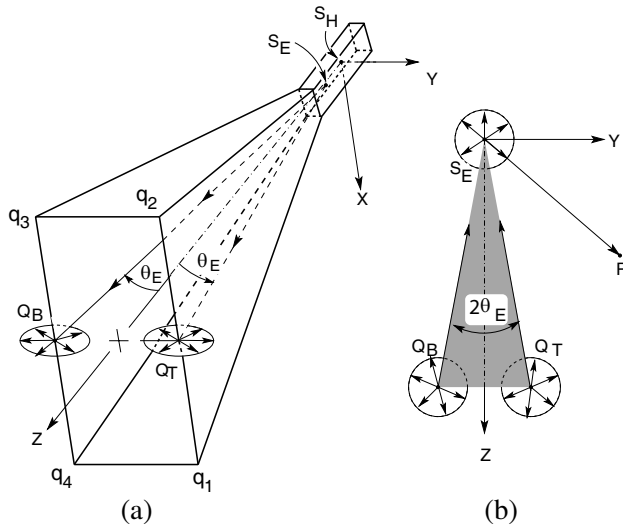 S_H
S_E
Y
X
q_2
q_3
θ_E
θ_E
Q_B
Q_T
Z
q_4
q_1
(a)
S_E
Y
P
2θ_E
Q_B
Q_T
Z
(b)